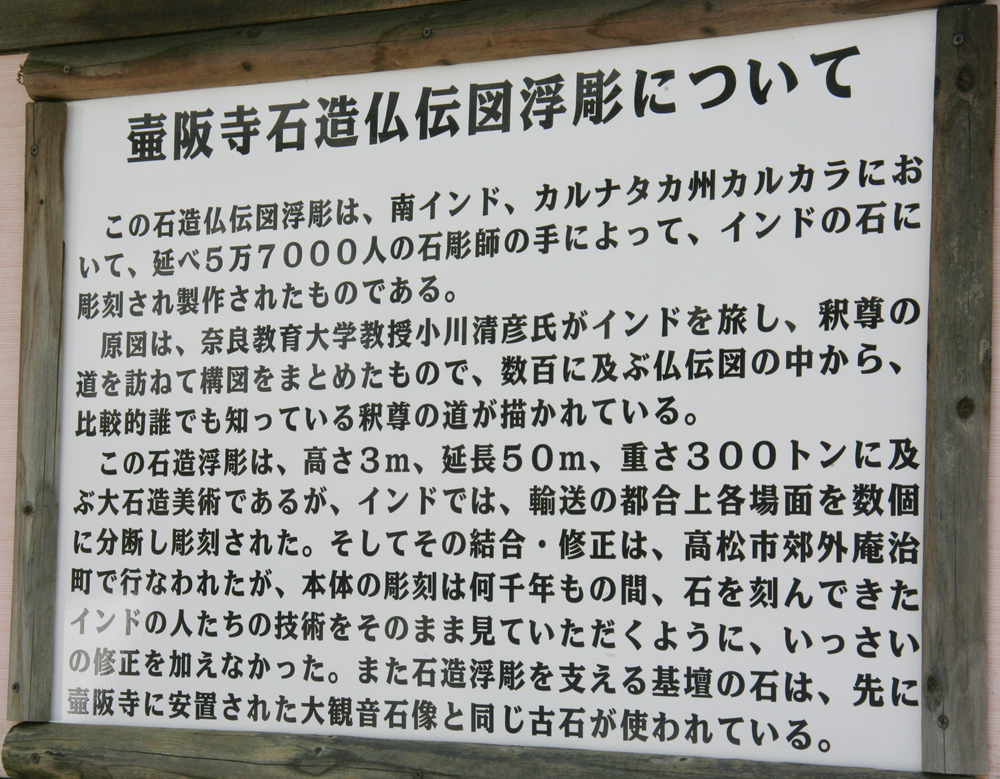 壷阪寺石造仏伝図浮彫について
この石造仏伝図浮彫は、南インド、カルナタカ州カルカラにお
いて、延べ５万７０００人の石彫師の手によって、インドの石に
彫刻され製作されたものである。
原図は、奈良教育大学教授小川清彦氏がインドを旅し、釈尊の
道を訪ねて構図をまとめたもので、数百に及ぶ仏伝図の中から、
比較的誰でも知っている釈尊の道が描かれている。
この石造浮彫は、高さ３ｍ、延長５０ｍ、重さ３００トンに及
ぶ大石造美術であるが、インドでは、輸送の都合上各場面を数個
に分断し彫刻された。そしてその結合・修正は、高松市郊外庵治
町で行なわれたが、本体の彫刻は何千年もの間、石を刻んできた
インドの人たちの技術をそのまま見ていただくように、いっさい
の修正を加えなかった。また石造浮彫を支える基壇の石は、先に
壷阪寺に安置された大観音石像と同じ古石が使われている。